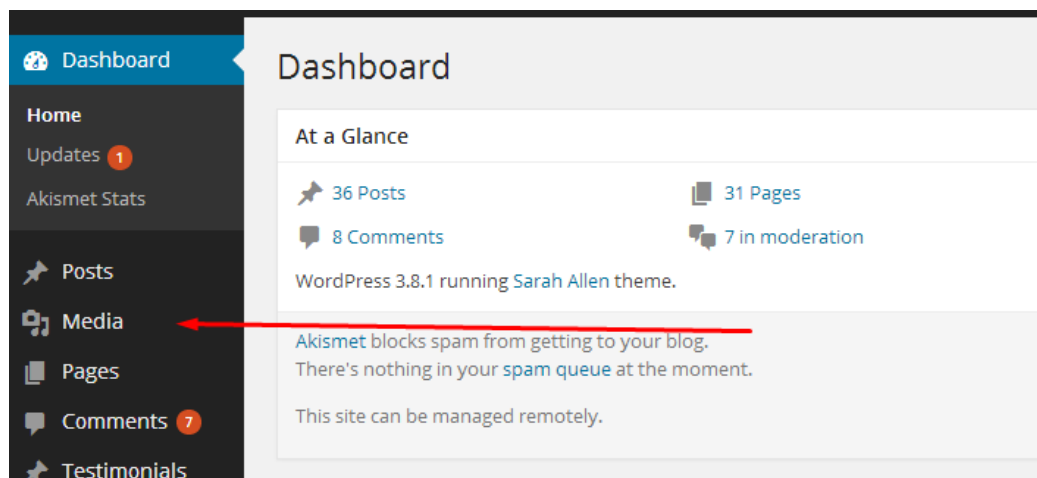 Dashboard
Home
Updates 1
Akismet Stats
Posts
Media
Pages
Comments 7
Testimonials
Dashboard
At a Glance
36 Posts
31 Pages
8 Comments
7 in moderation
WordPress 3.8.1 running Sarah Allen theme.
Akismet blocks spam from getting to your blog.
There's nothing in your spam queue at the moment.
This site can be managed remotely.